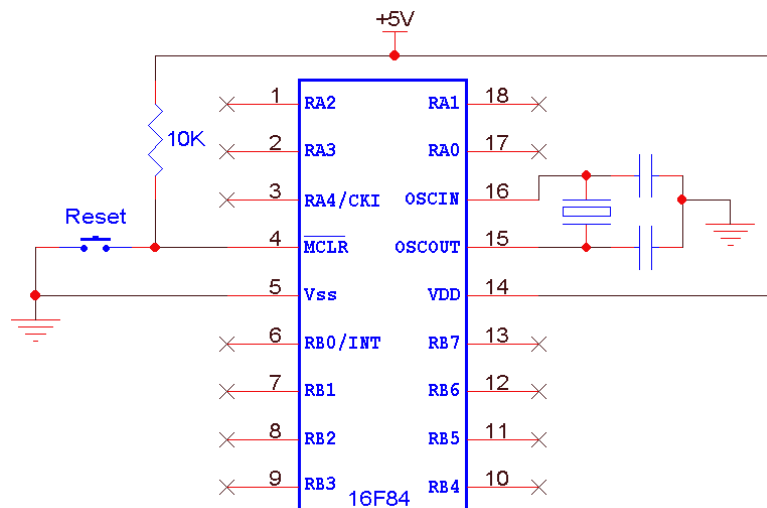 +5V
1 RA2 RA1 18
10K
2 RA3 RA0 17
3 RA4/CKI OSCIN 16
Reset
4 MCLR OSCOUT 15
5 Vss VDD 14
6 RB0/INT RB7 13
7 RB1 RB6 12
8 RB2 RB5 11
9 RB3 RB4 10
16F84